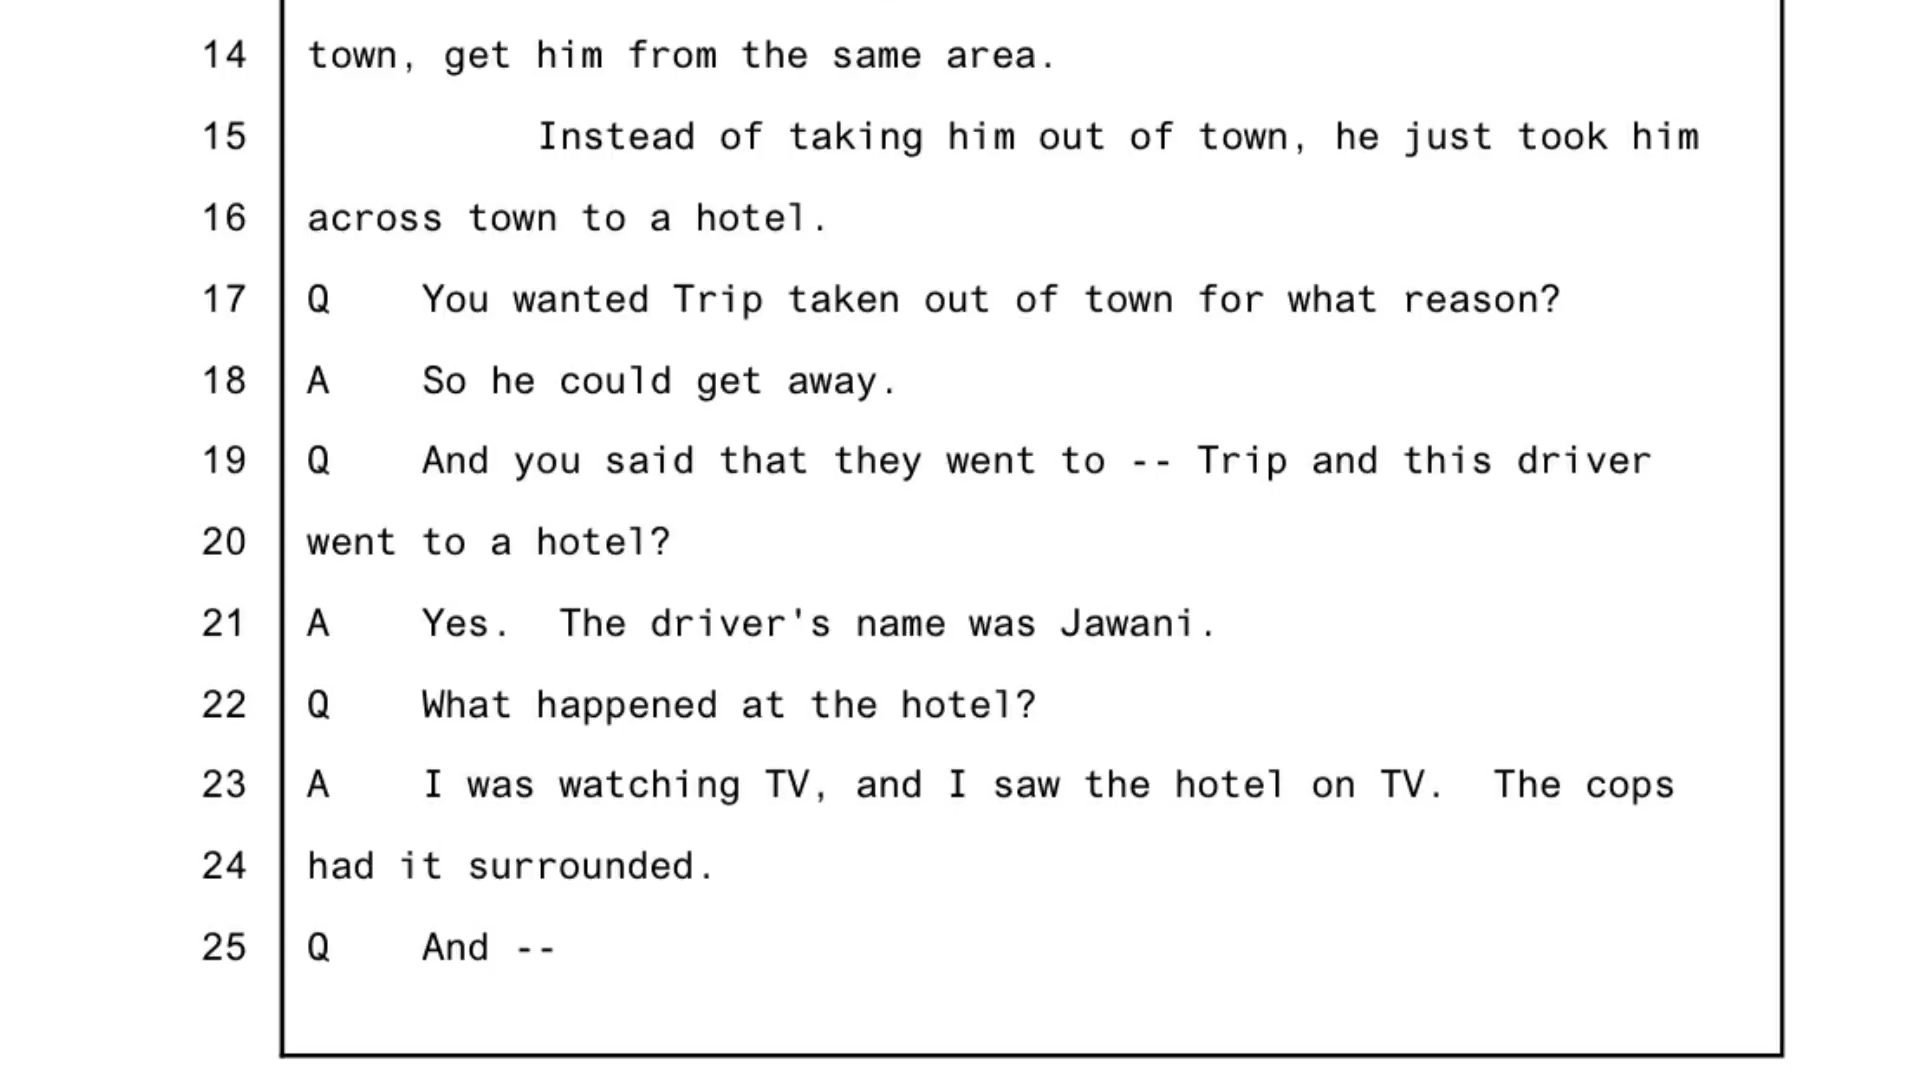 14 town, get him from the same area.
15 Instead of taking him out of town, he just took him
16 across town to a hotel.
17 Q You wanted Trip taken out of town for what reason?
18 A So he could get away.
19 Q And you said that they went to -- Trip and this driver
20 went to a hotel?
21 A Yes. The driver's name was Jawani.
22 Q What happened at the hotel?
23 A I was watching TV, and I saw the hotel on TV. The cops
24 had it surrounded.
25 Q And --